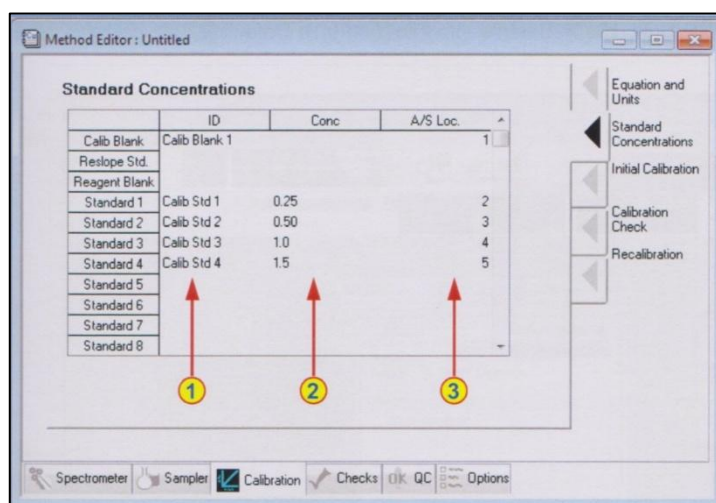 Method Editor : Untitled
Standard Concentrations
ID Conc A/S Loc.
Calib Blank Calib Blank 1 1
Reslope Std.
Reagent Blank
Standard 1 Calib Std 1 0.25 2
Standard 2 Calib Std 2 0.50 3
Standard 3 Calib Std 3 1.0 4
Standard 4 Calib Std 4 1.5 5
Standard 5
Standard 6
Standard 7
Standard 8
1 2 3
Equation and
Units
Standard
Concentrations
Initial Calibration
Calibration
Check
Recalibration
Spectrometer Sampler Calibration Checks OK QC Options